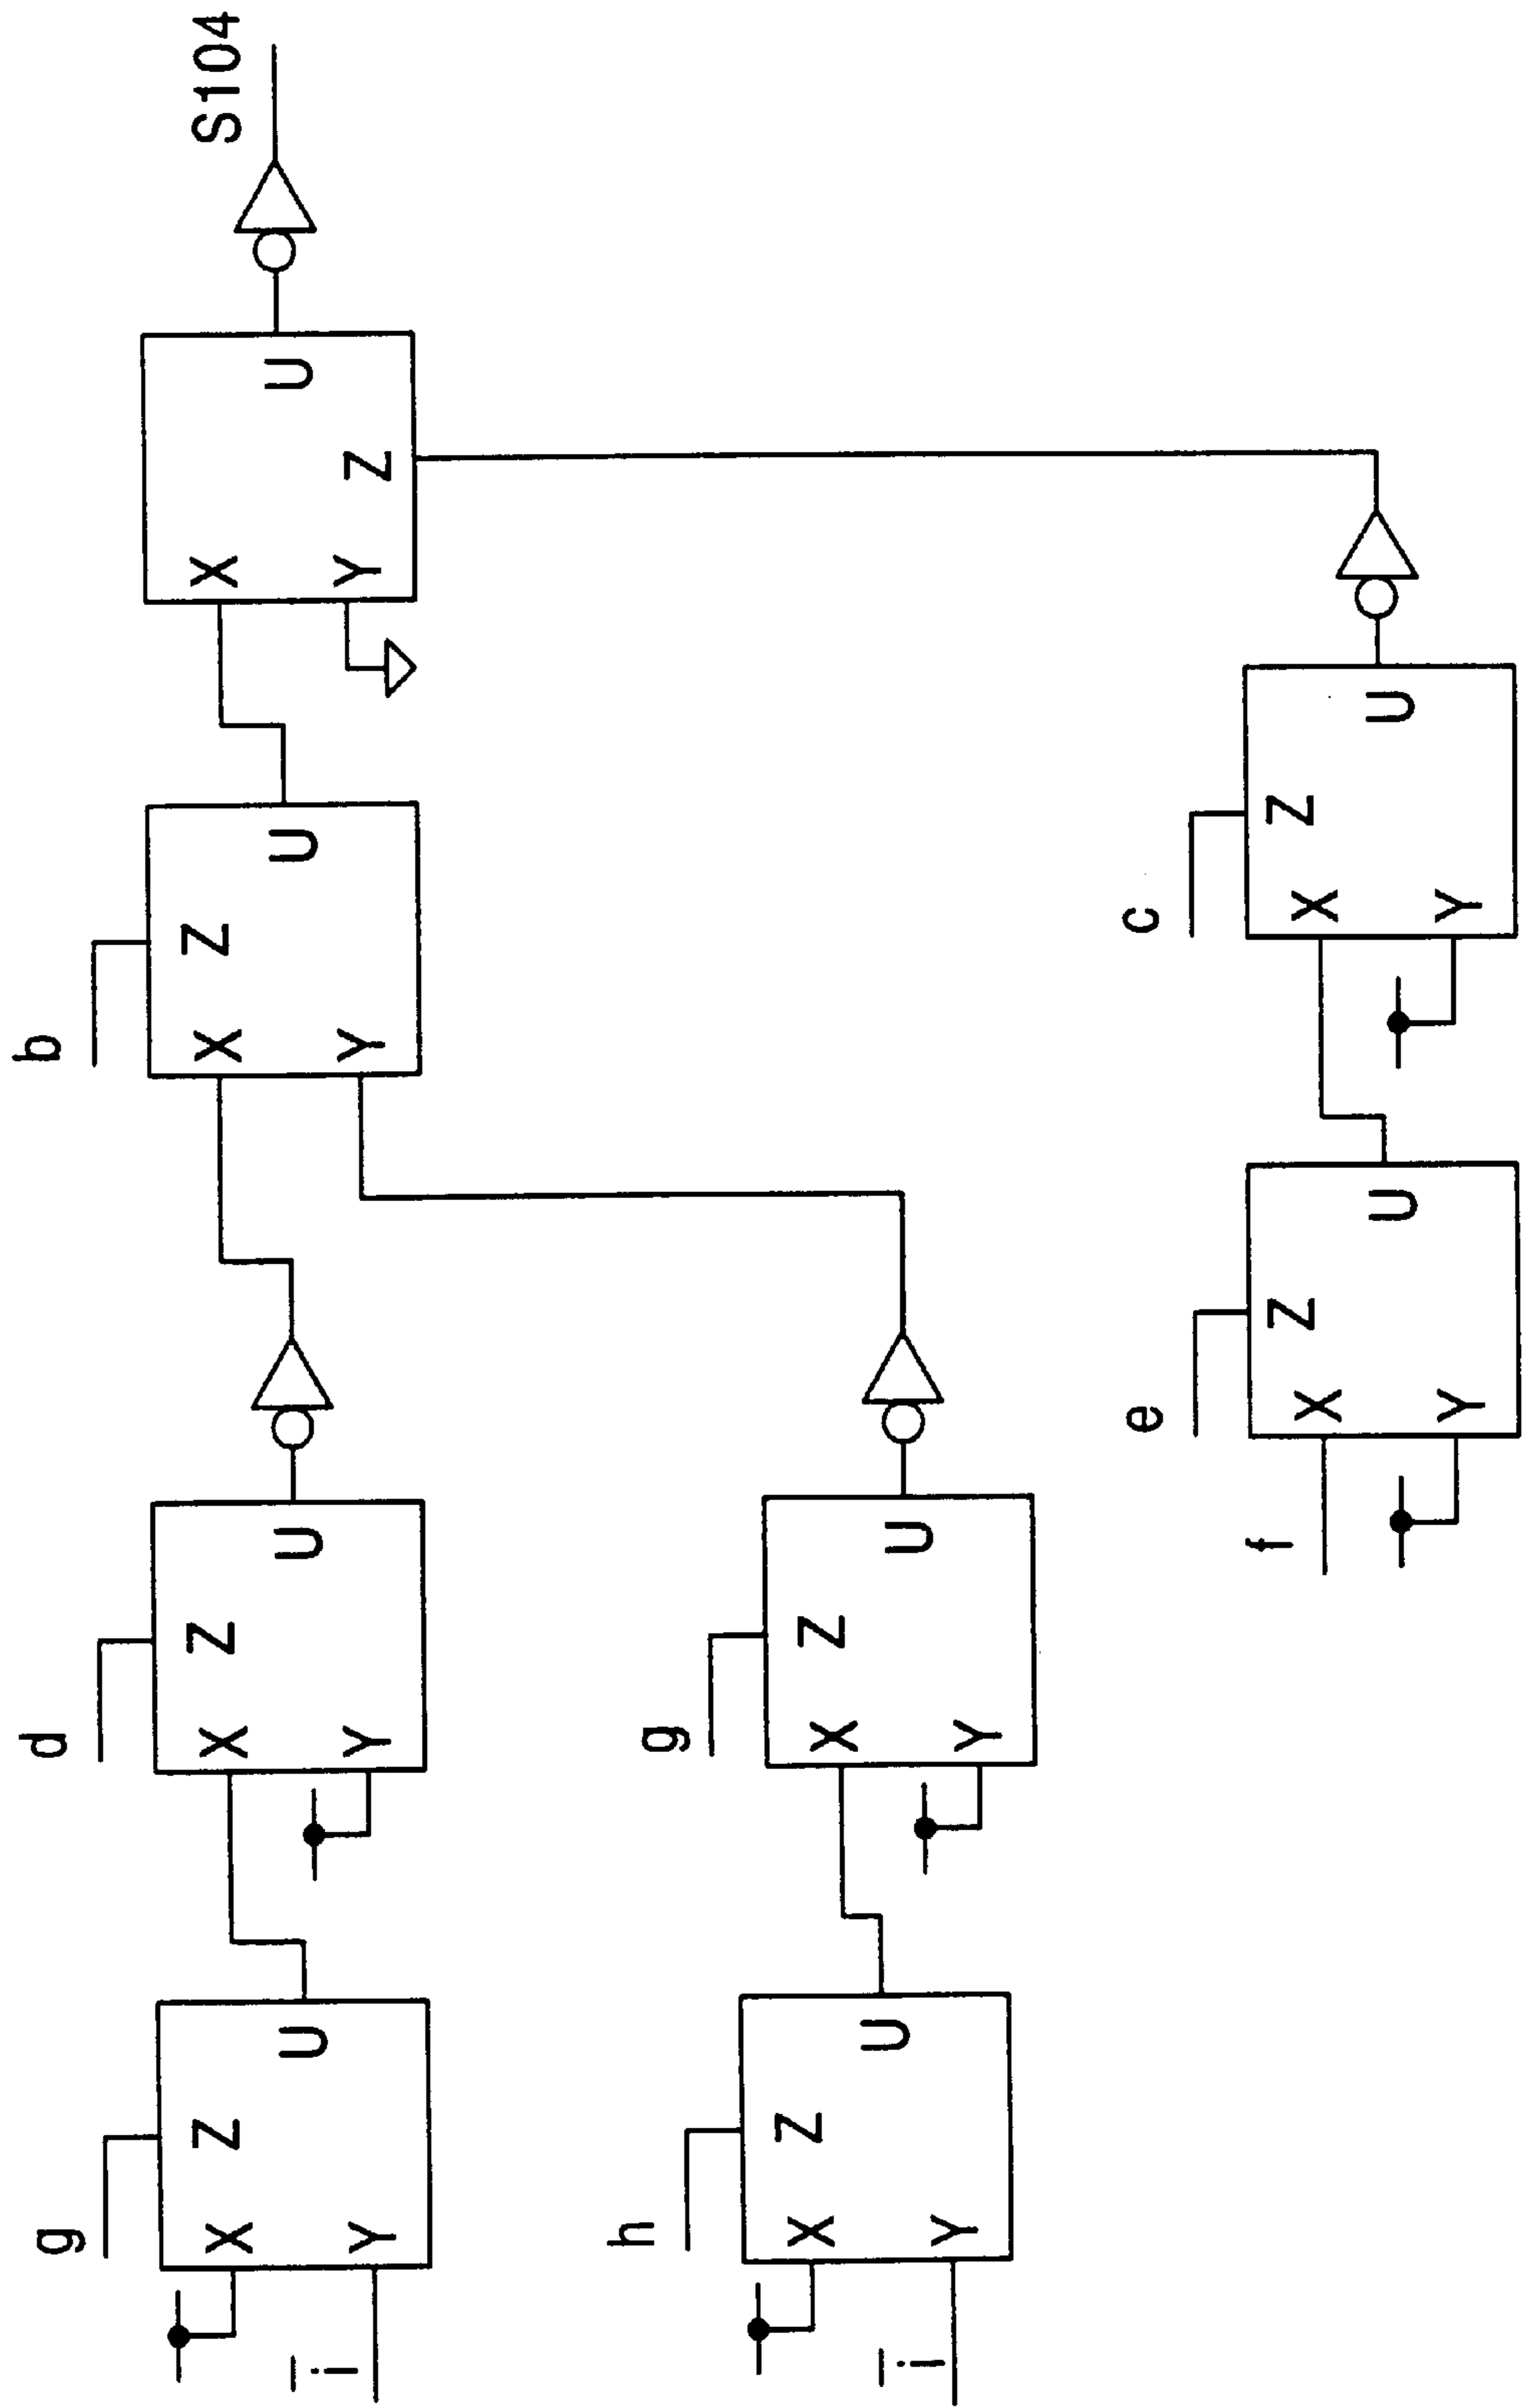 g d b S104
Z Z Z
X X X X
U U U U
i̅ Y Y Y Y Z
h g
Z Z
X X
U U
i̅ Y Y
e c
Z Z
f X X
U U
Y Y